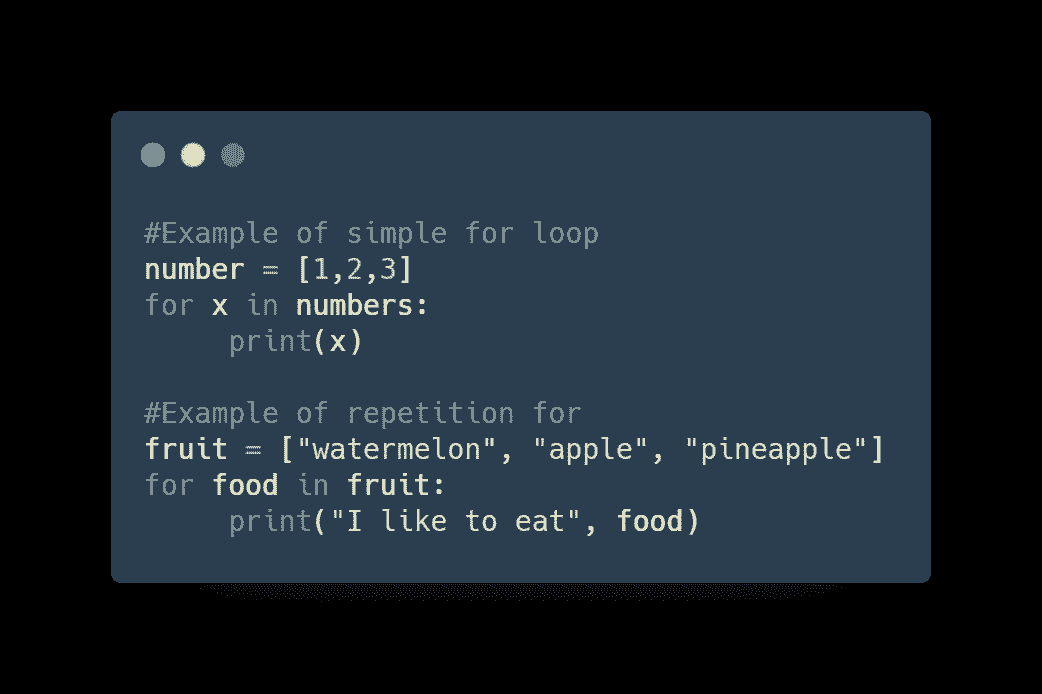 #Example of simple for loop
number = [1,2,3]
for x in numbers:
     print(x)

#Example of repetition for
fruit = ["watermelon", "apple", "pineapple"]
for food in fruit:
     print("I like to eat", food)